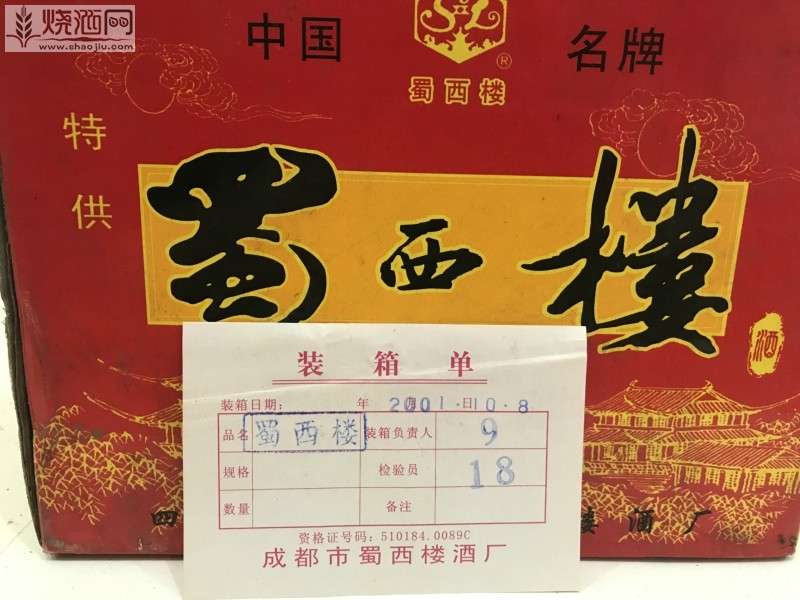 烧酒网
www.shaojiu.com
中国 名牌
S L
®
蜀西楼
特供
蜀西楼
酒
装箱单
装箱日期： 年 月 日 2001.10.8
品名 蜀西楼 装箱负责人 9
规格 检验员 18
数量 备注
资格证号码：510184.0089C
成都市蜀西楼酒厂
四 楼酒厂